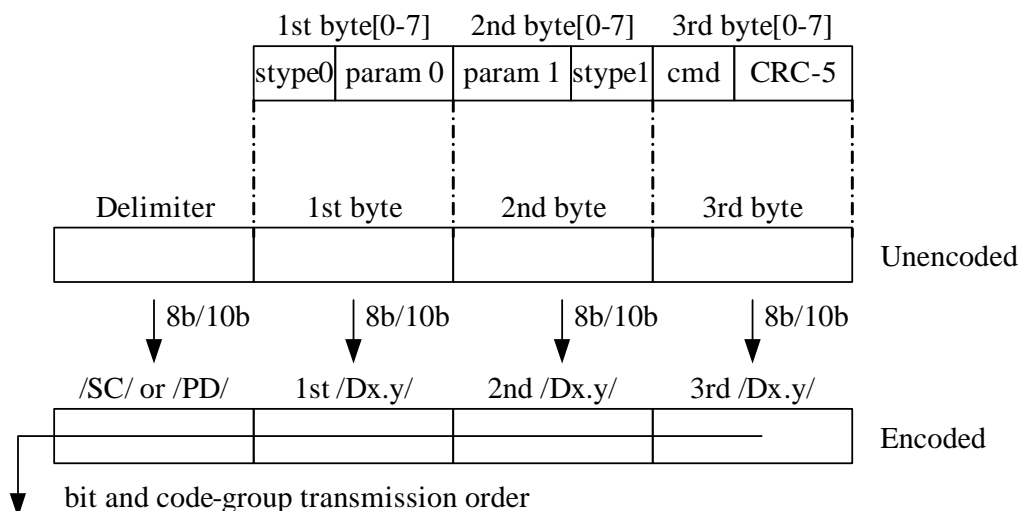 1st byte[0-7] 2nd byte[0-7] 3rd byte[0-7]
stype0 param 0 param 1 stype1 cmd CRC-5
Delimiter 1st byte 2nd byte 3rd byte
Unencoded
8b/10b 8b/10b 8b/10b 8b/10b
/SC/ or /PD/ 1st /Dx.y/ 2nd /Dx.y/ 3rd /Dx.y/
Encoded
bit and code-group transmission order